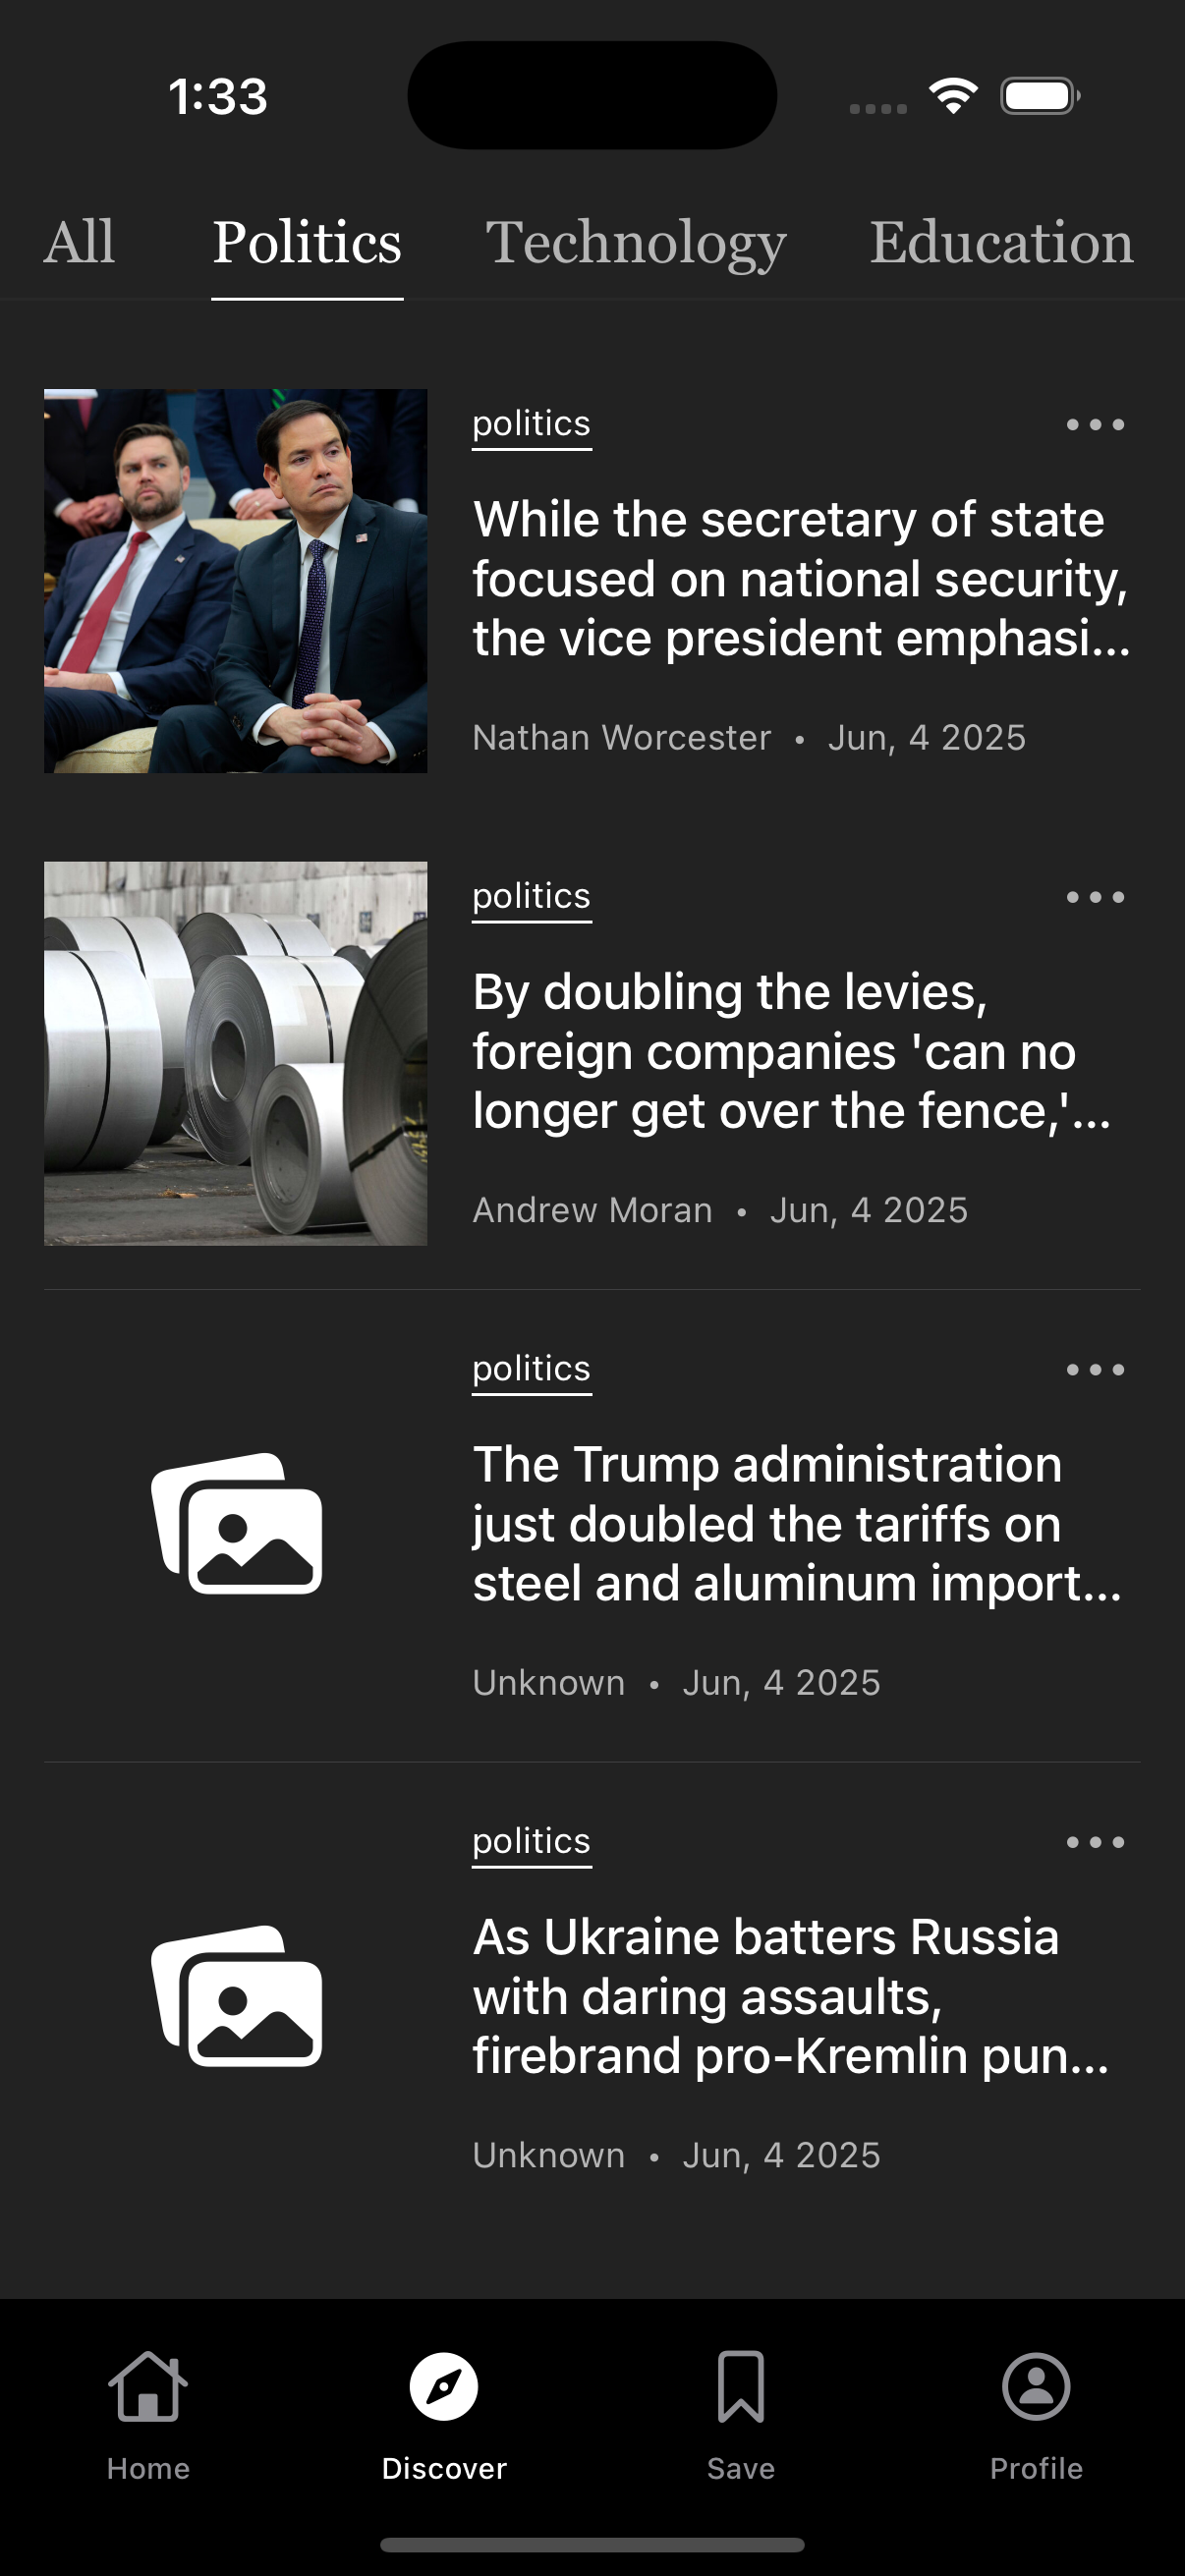 1:33
All Politics Technology Education
politics
While the secretary of state
focused on national security,
the vice president emphasi...
Nathan Worcester • Jun, 4 2025
politics
By doubling the levies,
foreign companies 'can no
longer get over the fence,'...
Andrew Moran • Jun, 4 2025
politics
The Trump administration
just doubled the tariffs on
steel and aluminum import...
Unknown • Jun, 4 2025
politics
As Ukraine batters Russia
with daring assaults,
firebrand pro-Kremlin pun...
Unknown • Jun, 4 2025
Home Discover Save Profile